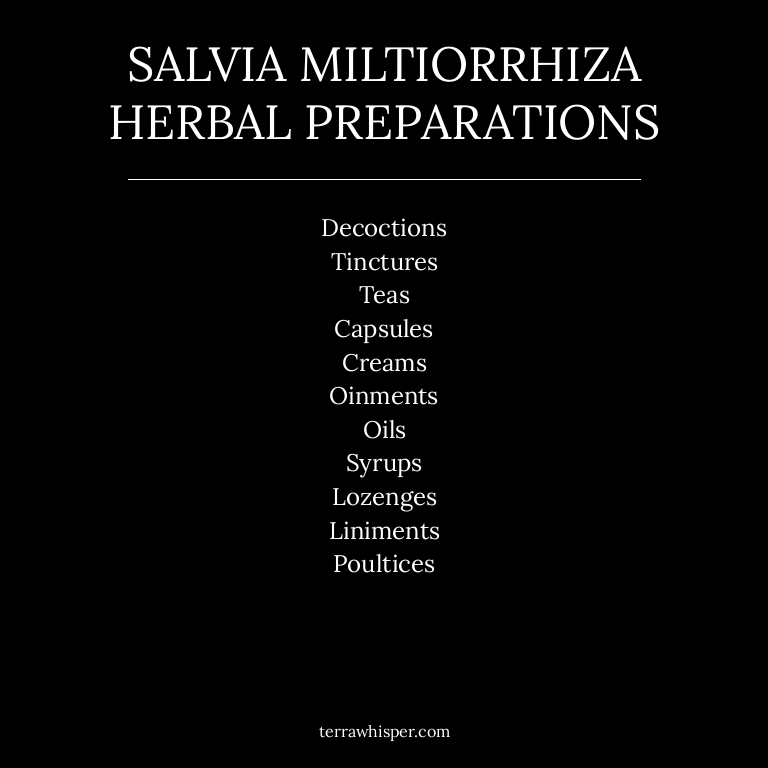 SALVIA MILTIORRHIZA
HERBAL PREPARATIONS
Decoctions
Tinctures
Teas
Capsules
Creams
Oinments
Oils
Syrups
Lozenges
Liniments
Poultices
terrawhisper.com